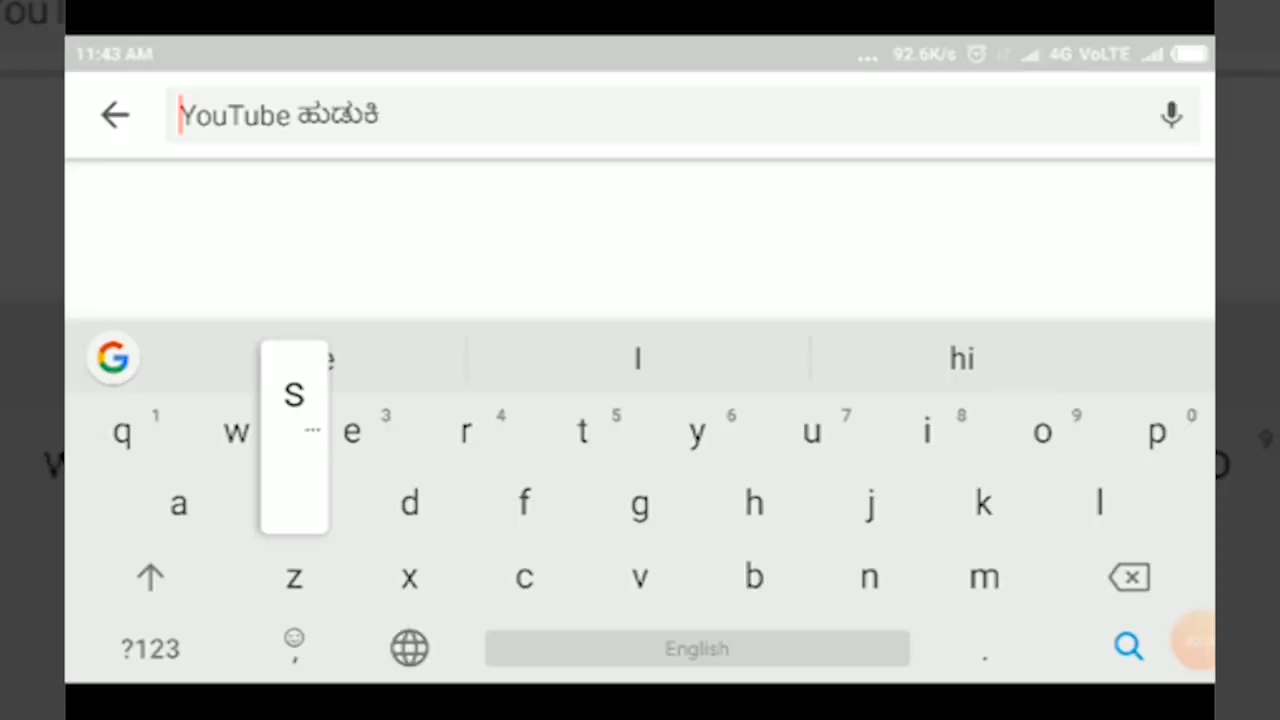 11:43 AM ... 92.6K/s 4G VoLTE
YouTube ಹುಡುಕಿ
I hi
q 1 w e 3 r 4 t 5 y 6 u 7 i 8 o 9 p 0
S
a d f g h j k l
z x c v b n m
?123 , English .